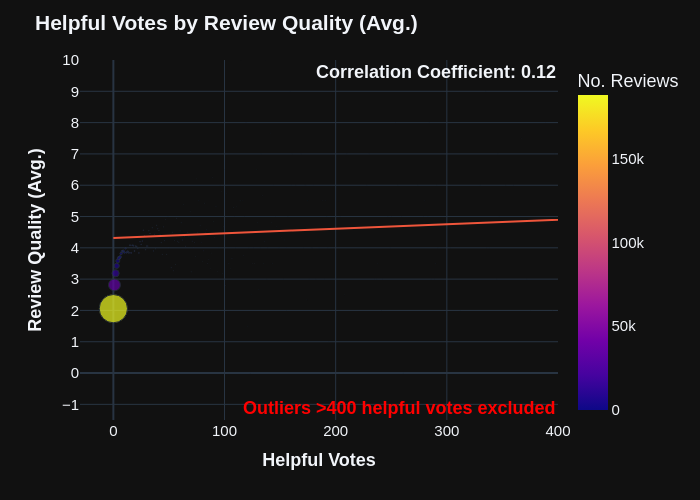 Helpful Votes by Review Quality (Avg.)
Correlation Coefficient: 0.12
No. Reviews
150k
100k
50k
0
Review Quality (Avg.)
10
9
8
7
6
5
4
3
2
1
0
−1
Outliers >400 helpful votes excluded
0 100 200 300 400
Helpful Votes